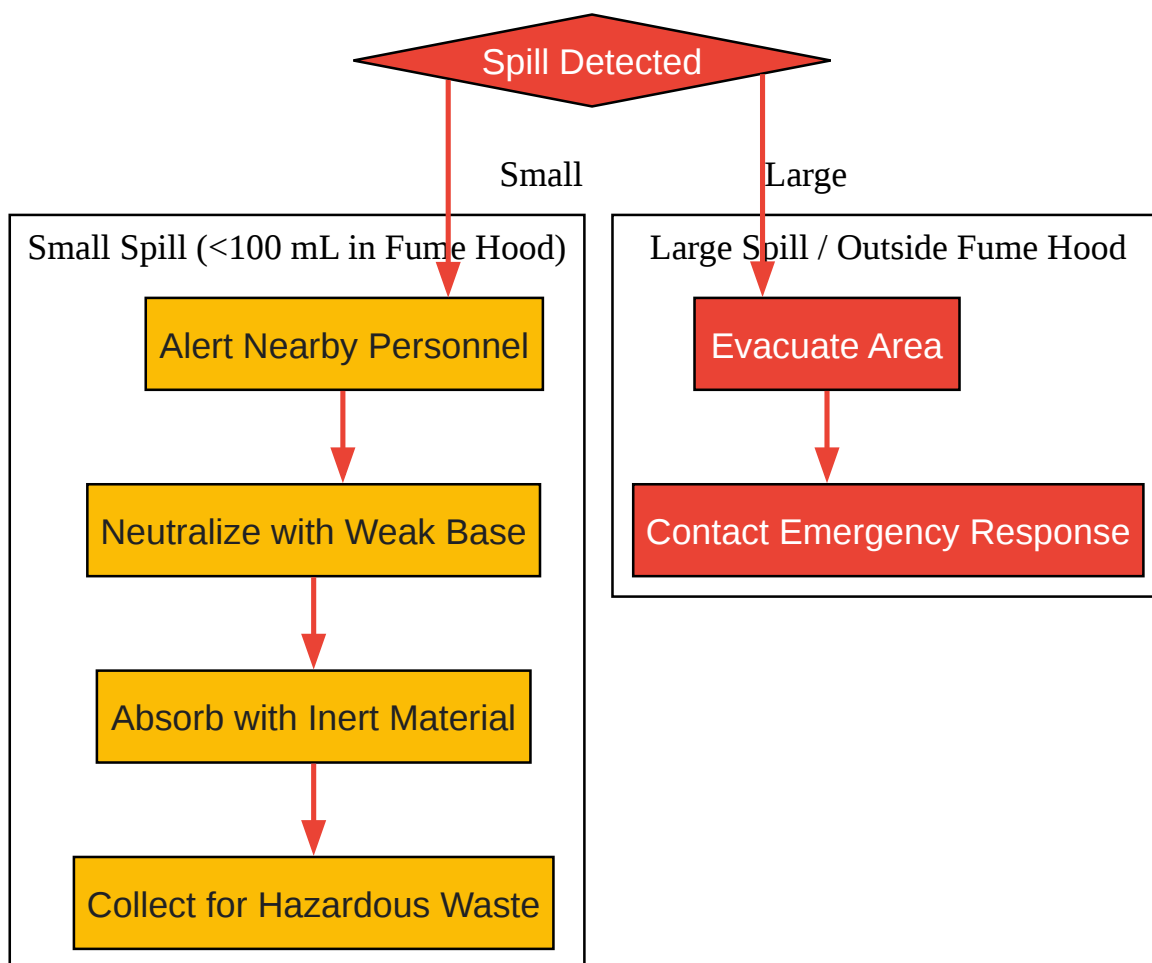 Spill Detected
Small
Large
Small Spill (<100 mL in Fume Hood)
Alert Nearby Personnel
Neutralize with Weak Base
Absorb with Inert Material
Collect for Hazardous Waste
Large Spill / Outside Fume Hood
Evacuate Area
Contact Emergency Response